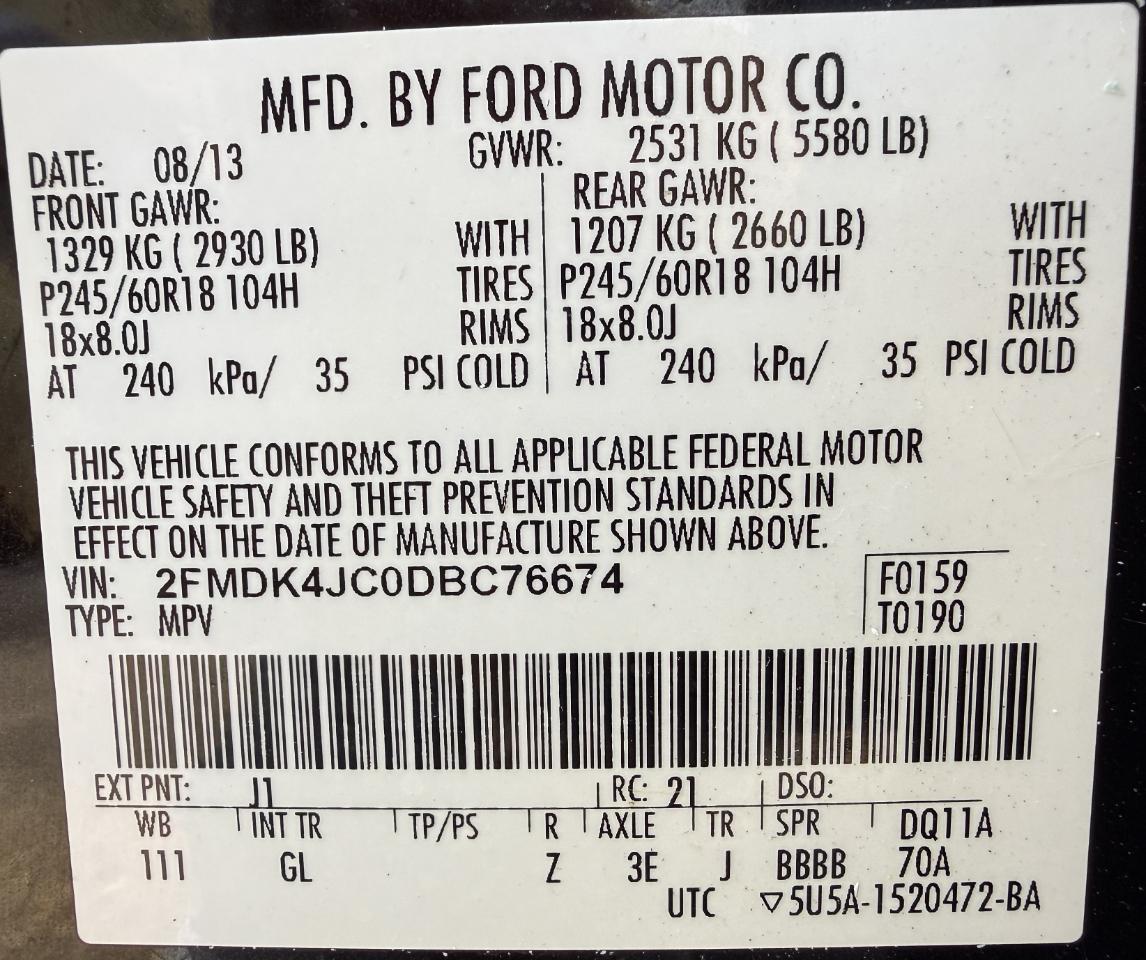 MFD. BY FORD MOTOR CO.
DATE: 08/13 GVWR: 2531 KG ( 5580 LB)
FRONT GAWR: REAR GAWR:
1329 KG ( 2930 LB) WITH 1207 KG ( 2660 LB) WITH
P245/60R18 104H TIRES P245/60R18 104H TIRES
18x8.0J RIMS 18x8.0J RIMS
AT 240 kPa/ 35 PSI COLD AT 240 kPa/ 35 PSI COLD
THIS VEHICLE CONFORMS TO ALL APPLICABLE FEDERAL MOTOR
VEHICLE SAFETY AND THEFT PREVENTION STANDARDS IN
EFFECT ON THE DATE OF MANUFACTURE SHOWN ABOVE.
VIN: 2FMDK4JC0DBC76674 F0159
TYPE: MPV T0190
EXT PNT: J1 RC: 21 DSO:
WB INT TR TP/PS R AXLE TR SPR DQ11A
111 GL Z 3E J BBBB 70A
UTC ▽5U5A-1520472-BA